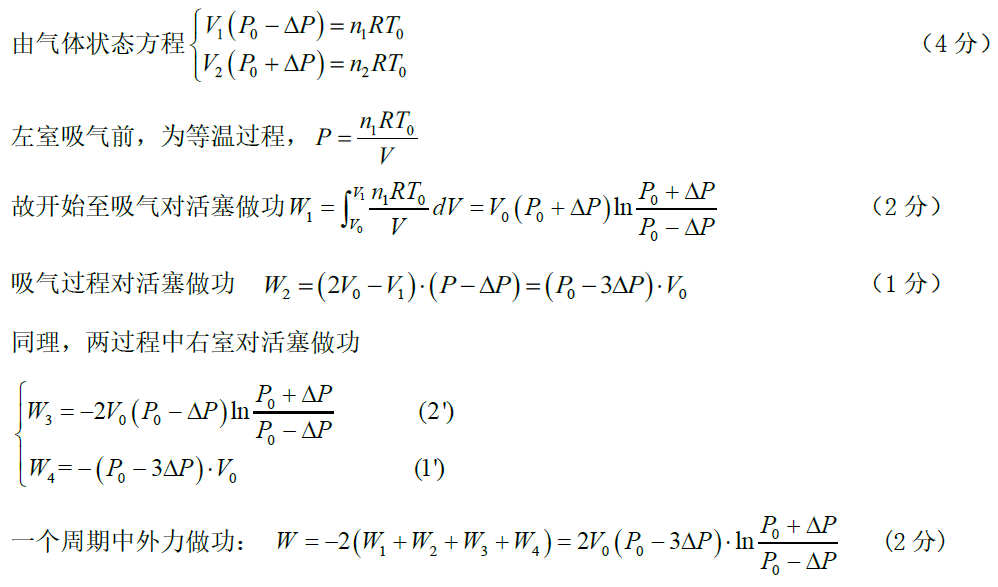 由气体状态方程 { V₁(P₀ − ΔP) = n₁RT₀ （4 分）
V₂(P₀ + ΔP) = n₂RT₀
左室吸气前，为等温过程， P = n₁RT₀ / V
故开始至吸气对活塞做功 W₁ = ∫_{V₀}^{V₁} (n₁RT₀ / V) dV = V₀(P₀ + ΔP) ln (P₀ + ΔP) / (P₀ − ΔP) （2 分）
吸气过程对活塞做功 W₂ = (2V₀ − V₁)·(P − ΔP) = (P₀ − 3ΔP)·V₀ （1 分）
同理，两过程中右室对活塞做功
{ W₃ = −2V₀(P₀ − ΔP) ln (P₀ + ΔP) / (P₀ − ΔP) (2')
W₄ = −(P₀ − 3ΔP)·V₀ (1')
一个周期中外力做功： W = −2(W₁ + W₂ + W₃ + W₄) = 2V₀(P₀ − 3ΔP)·ln (P₀ + ΔP) / (P₀ − ΔP) (2 分)